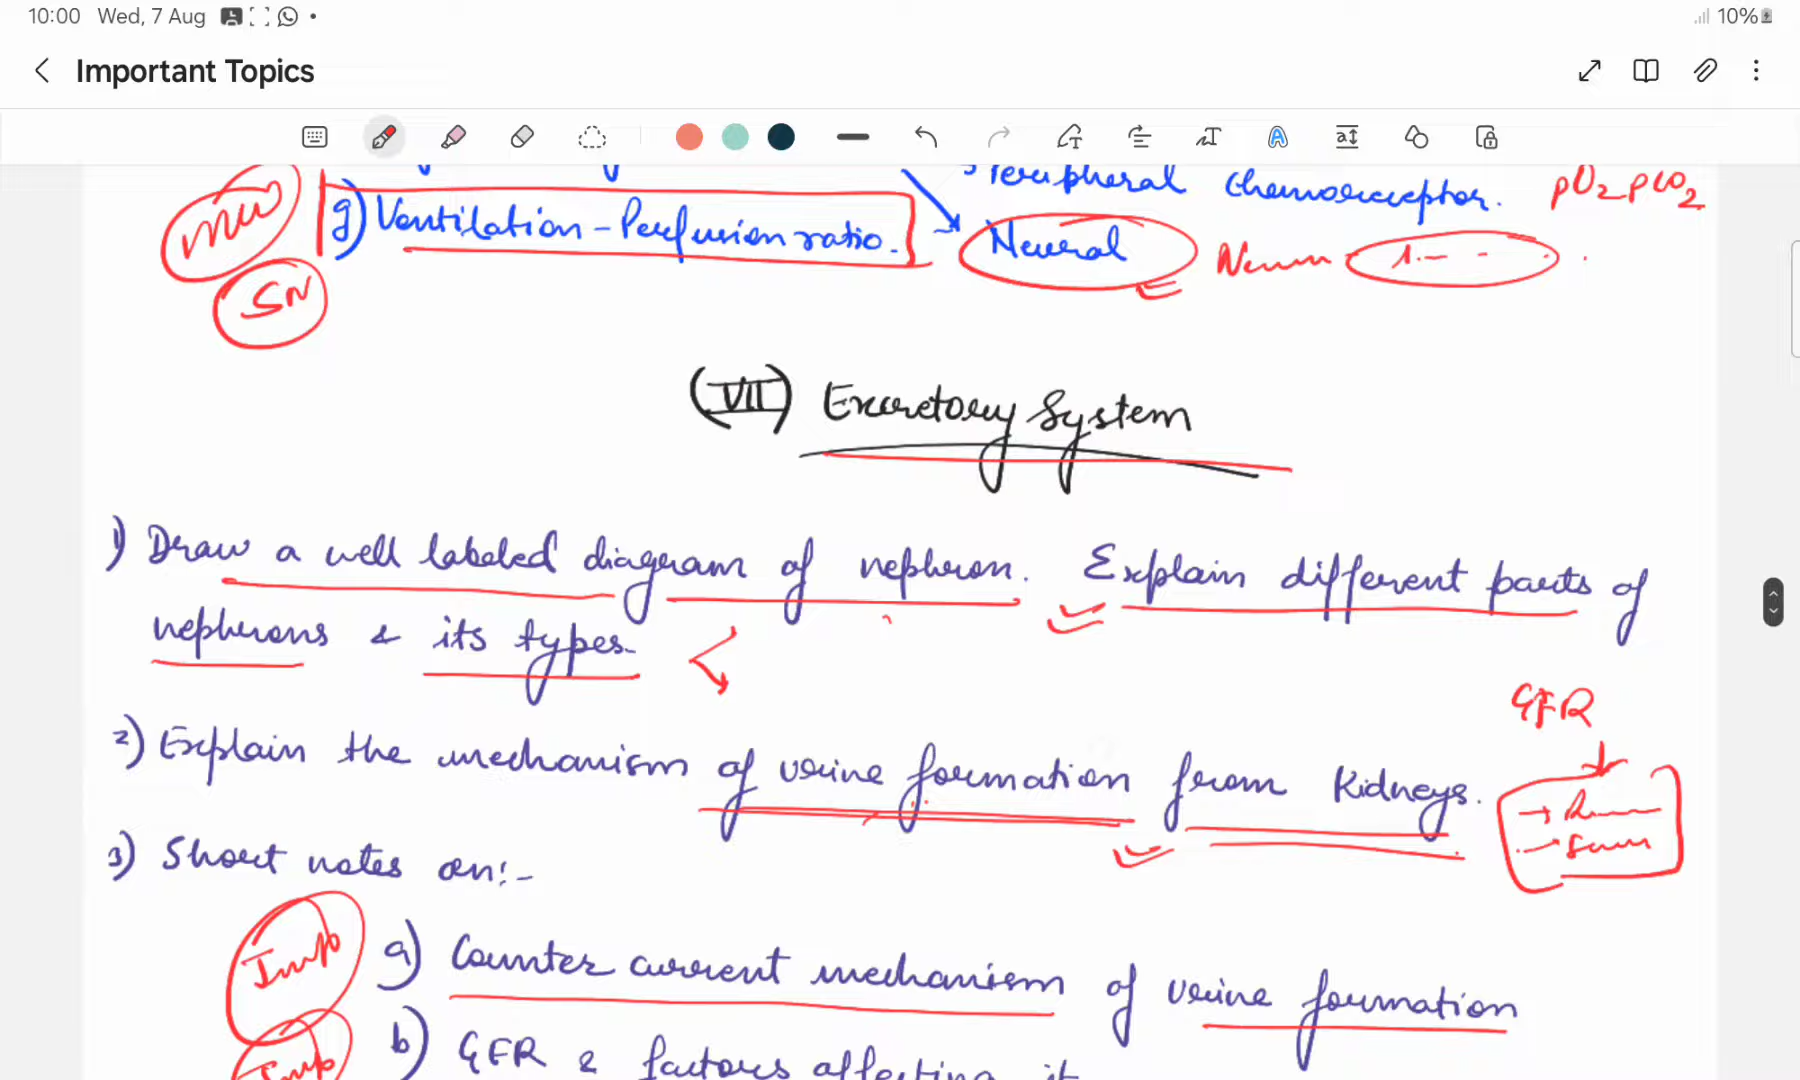 10:00 Wed, 7 Aug
10%
Important Topics
Peripheral Chemoreceptor. pO2 pCO2
g) Ventilation - Perfusion ratio.
Neural
SN
(VII) Excretory System
1) Draw a well labeled diagram of nephron. Explain different parts of
nephrons & its types.
GFR
2) Explain the mechanism of urine formation from Kidneys.
3) Short notes on:-
Imp
a) Counter current mechanism of urine formation
Imp
b) GFR & factors affecting it